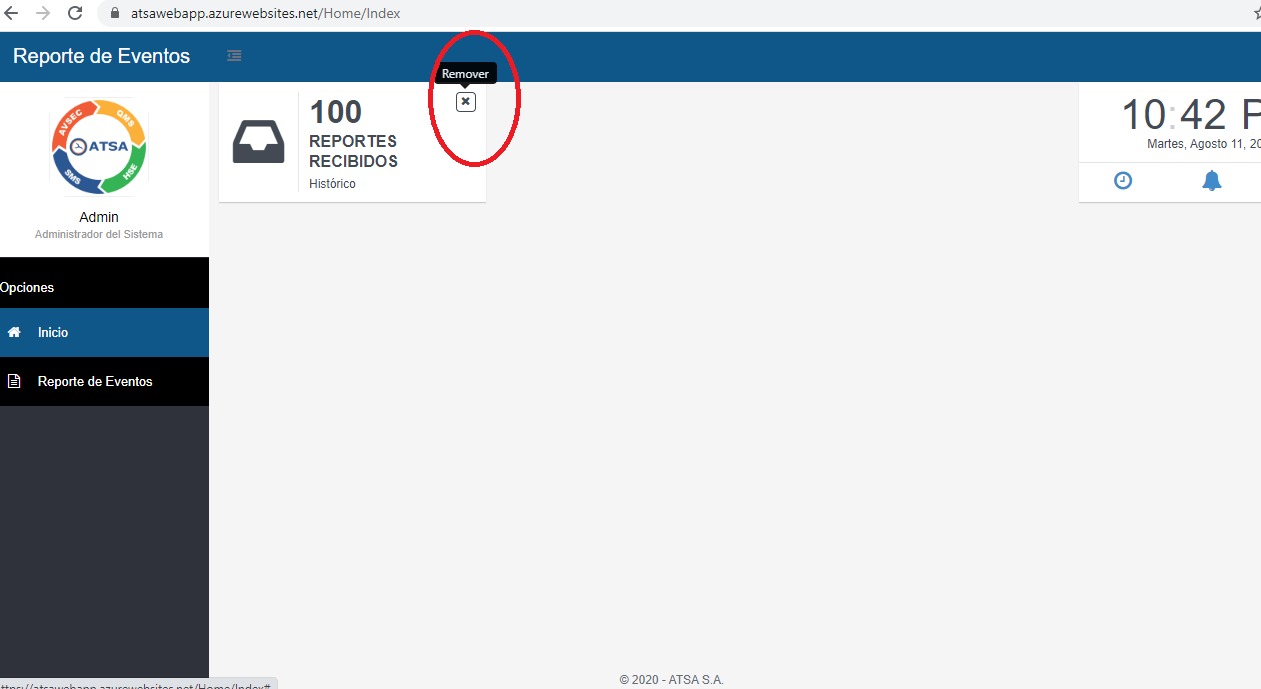 atsawebapp.azurewebsites.net/Home/Index
Reporte de Eventos
Remover
AVSEC
QMS
ATSA
SMS
HSE
Admin
Administrador del Sistema
Opciones
Inicio
Reporte de Eventos
100
REPORTES
RECIBIDOS
Histórico
10:42 P
Martes, Agosto 11, 20
© 2020 - ATSA S.A.
ttps://atsawebapp.azurewebsites.net/Home/Index#